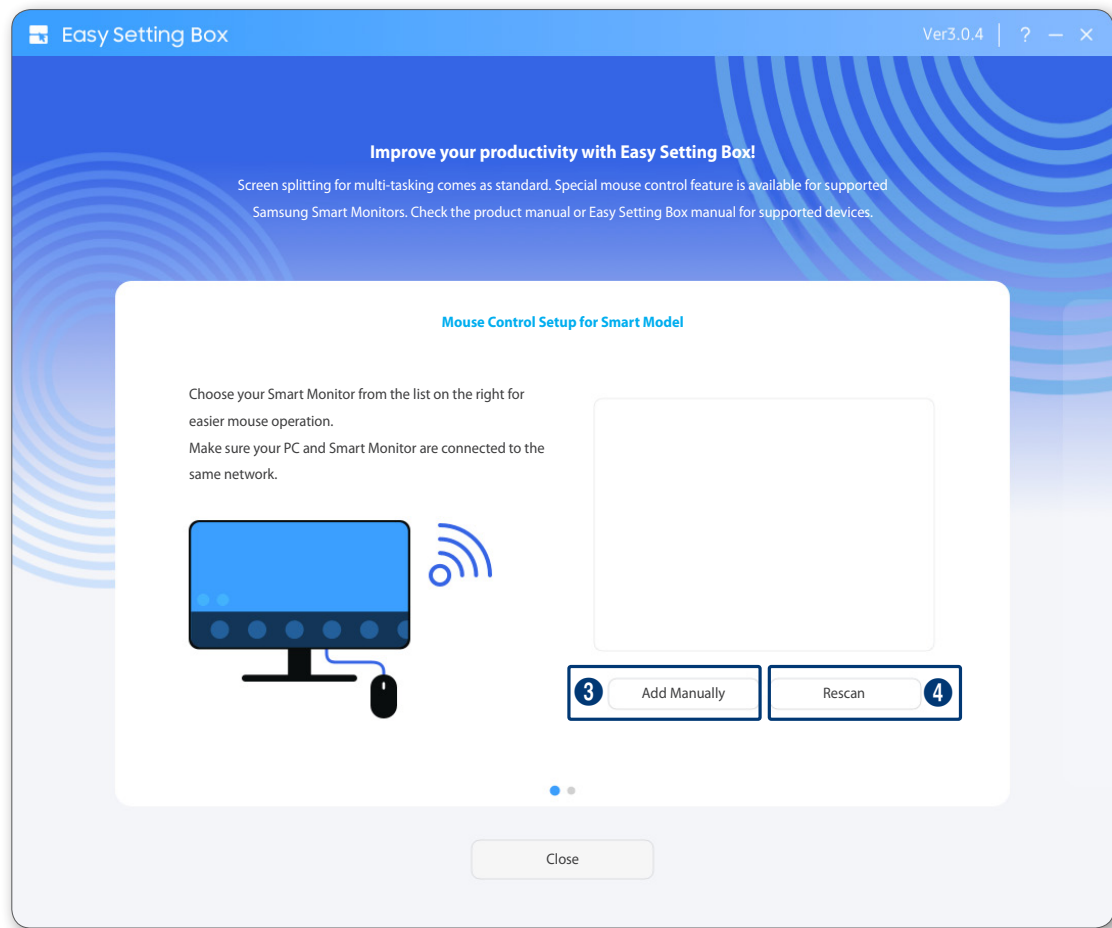 Easy Setting Box
Ver3.0.4 | ? — ×
Improve your productivity with Easy Setting Box!
Screen splitting for multi-tasking comes as standard. Special mouse control feature is available for supported
Samsung Smart Monitors. Check the product manual or Easy Setting Box manual for supported devices.
Mouse Control Setup for Smart Model
Choose your Smart Monitor from the list on the right for
easier mouse operation.
Make sure your PC and Smart Monitor are connected to the
same network.
3 Add Manually
Rescan 4
Close